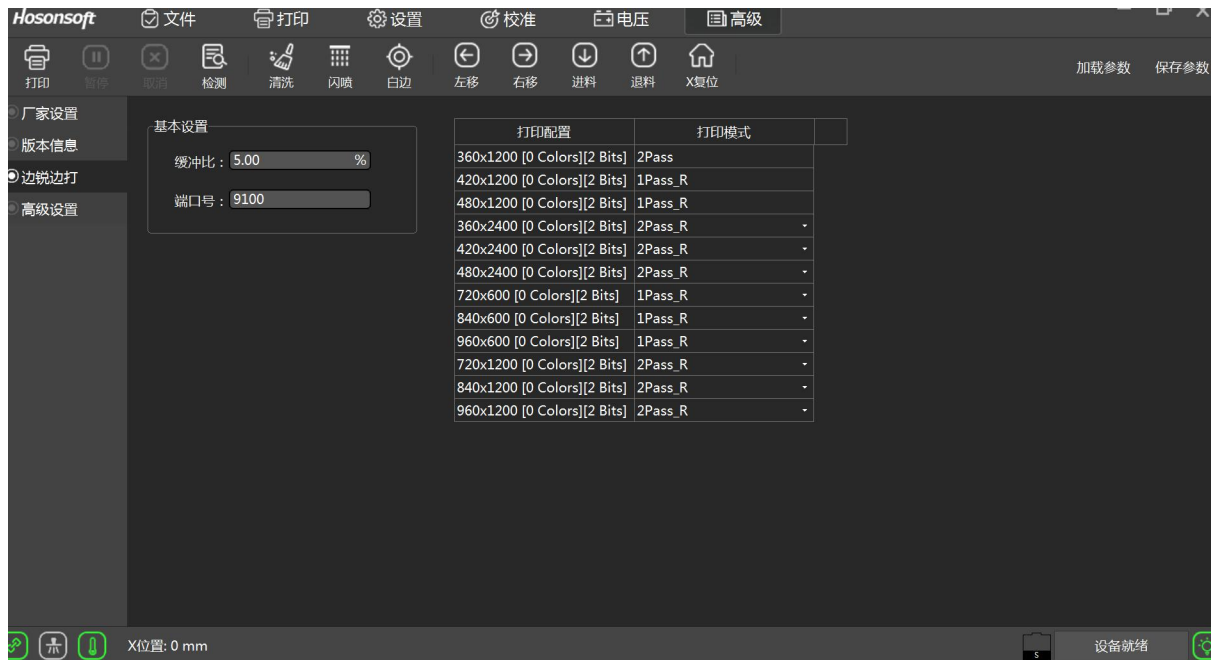 Hosonsoft 文件 打印 设置 校准 电压 高级
打印 暂停 取消 检测 清洗 闪喷 白边 左移 右移 进料 退料 X复位 加载参数 保存参数
厂家设置
版本信息
边锐边打
高级设置
基本设置
缓冲比：5.00 %
端口号：9100
打印配置 打印模式
360x1200 [0 Colors][2 Bits] 2Pass
420x1200 [0 Colors][2 Bits] 1Pass_R
480x1200 [0 Colors][2 Bits] 1Pass_R
360x2400 [0 Colors][2 Bits] 2Pass_R
420x2400 [0 Colors][2 Bits] 2Pass_R
480x2400 [0 Colors][2 Bits] 2Pass_R
720x600 [0 Colors][2 Bits] 1Pass_R
840x600 [0 Colors][2 Bits] 1Pass_R
960x600 [0 Colors][2 Bits] 1Pass_R
720x1200 [0 Colors][2 Bits] 2Pass_R
840x1200 [0 Colors][2 Bits] 2Pass_R
960x1200 [0 Colors][2 Bits] 2Pass_R
X位置: 0 mm S 设备就绪